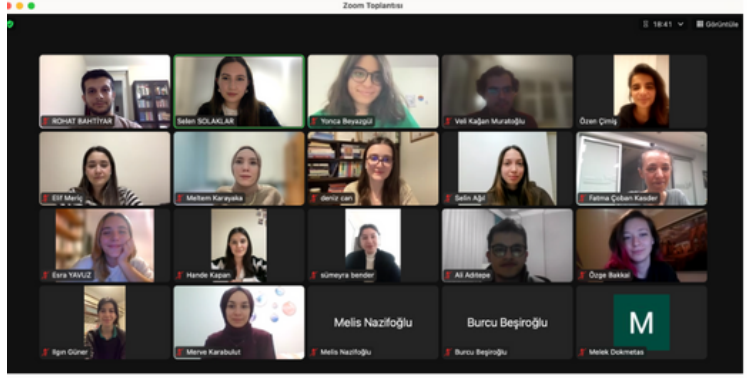 Zoom Toplantısı
18:41 Görüntüle
ROHAT BAHTİYAR Selen SOLAKLAR Yonca Beyazgül Veli Kağan Muratoğlu Özen Çimiş
Elif Meriç Meltem Karayaka deniz can Selin Ağıl Fatma Çoban Kasder
Esra YAVUZ Hande Kapan sümeyra bender Ali Adıtepe Özge Bakkal
Melis Nazifoğlu Burcu Beşiroğlu M
Ilgın Güner Merve Karabulut Melis Nazifoğlu Burcu Beşiroğlu Melek Dokmetas